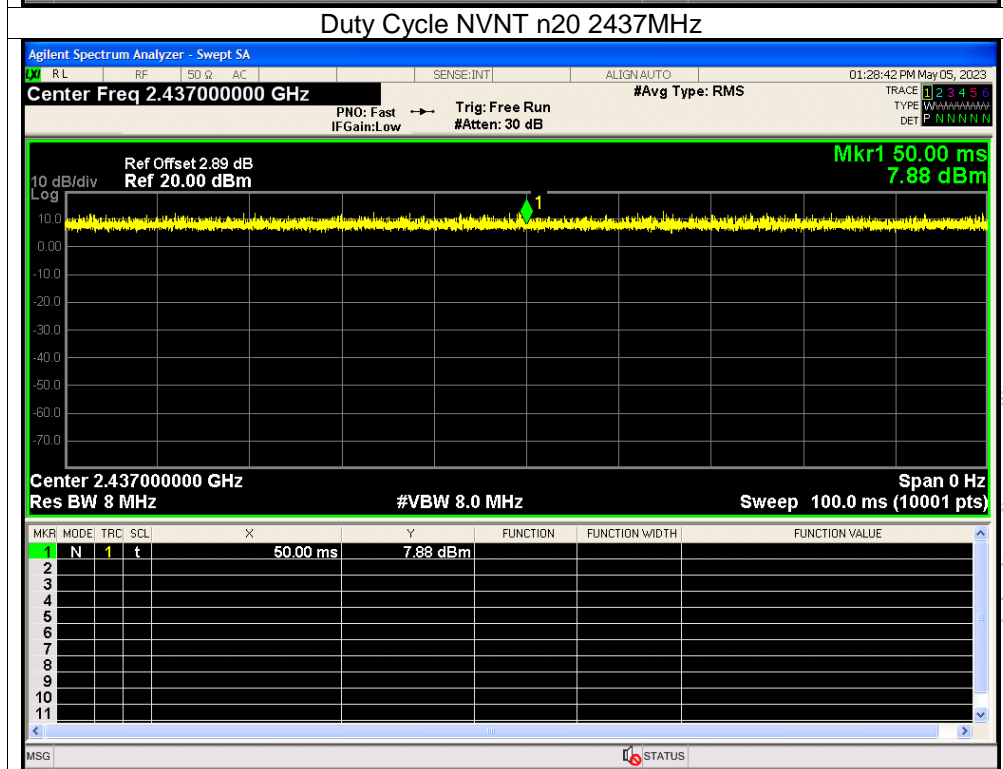 Duty Cycle NVNT n20 2437MHz
Agilent Spectrum Analyzer - Swept SA
LXI RL RF 50 Ω AC SENSE:INT ALIGN AUTO 01:28:42 PM May 05, 2023
Center Freq 2.437000000 GHz #Avg Type: RMS TRACE 1 2 3 4 5 6
PNO: Fast Trig: Free Run TYPE WWWWWW
IFGain:Low #Atten: 30 dB DET P N N N N N
Mkr1 50.00 ms
Ref Offset 2.89 dB
10 dB/div Ref 20.00 dBm 7.88 dBm
Log
1
10.0
0.00
-10.0
-20.0
-30.0
-40.0
-50.0
-60.0
-70.0
Center 2.437000000 GHz Span 0 Hz
Res BW 8 MHz #VBW 8.0 MHz Sweep 100.0 ms (10001 pts)
MKR MODE TRC SCL X Y FUNCTION FUNCTION WIDTH FUNCTION VALUE
1 N 1 t 50.00 ms 7.88 dBm
2
3
4
5
6
7
8
9
10
11
MSG STATUS